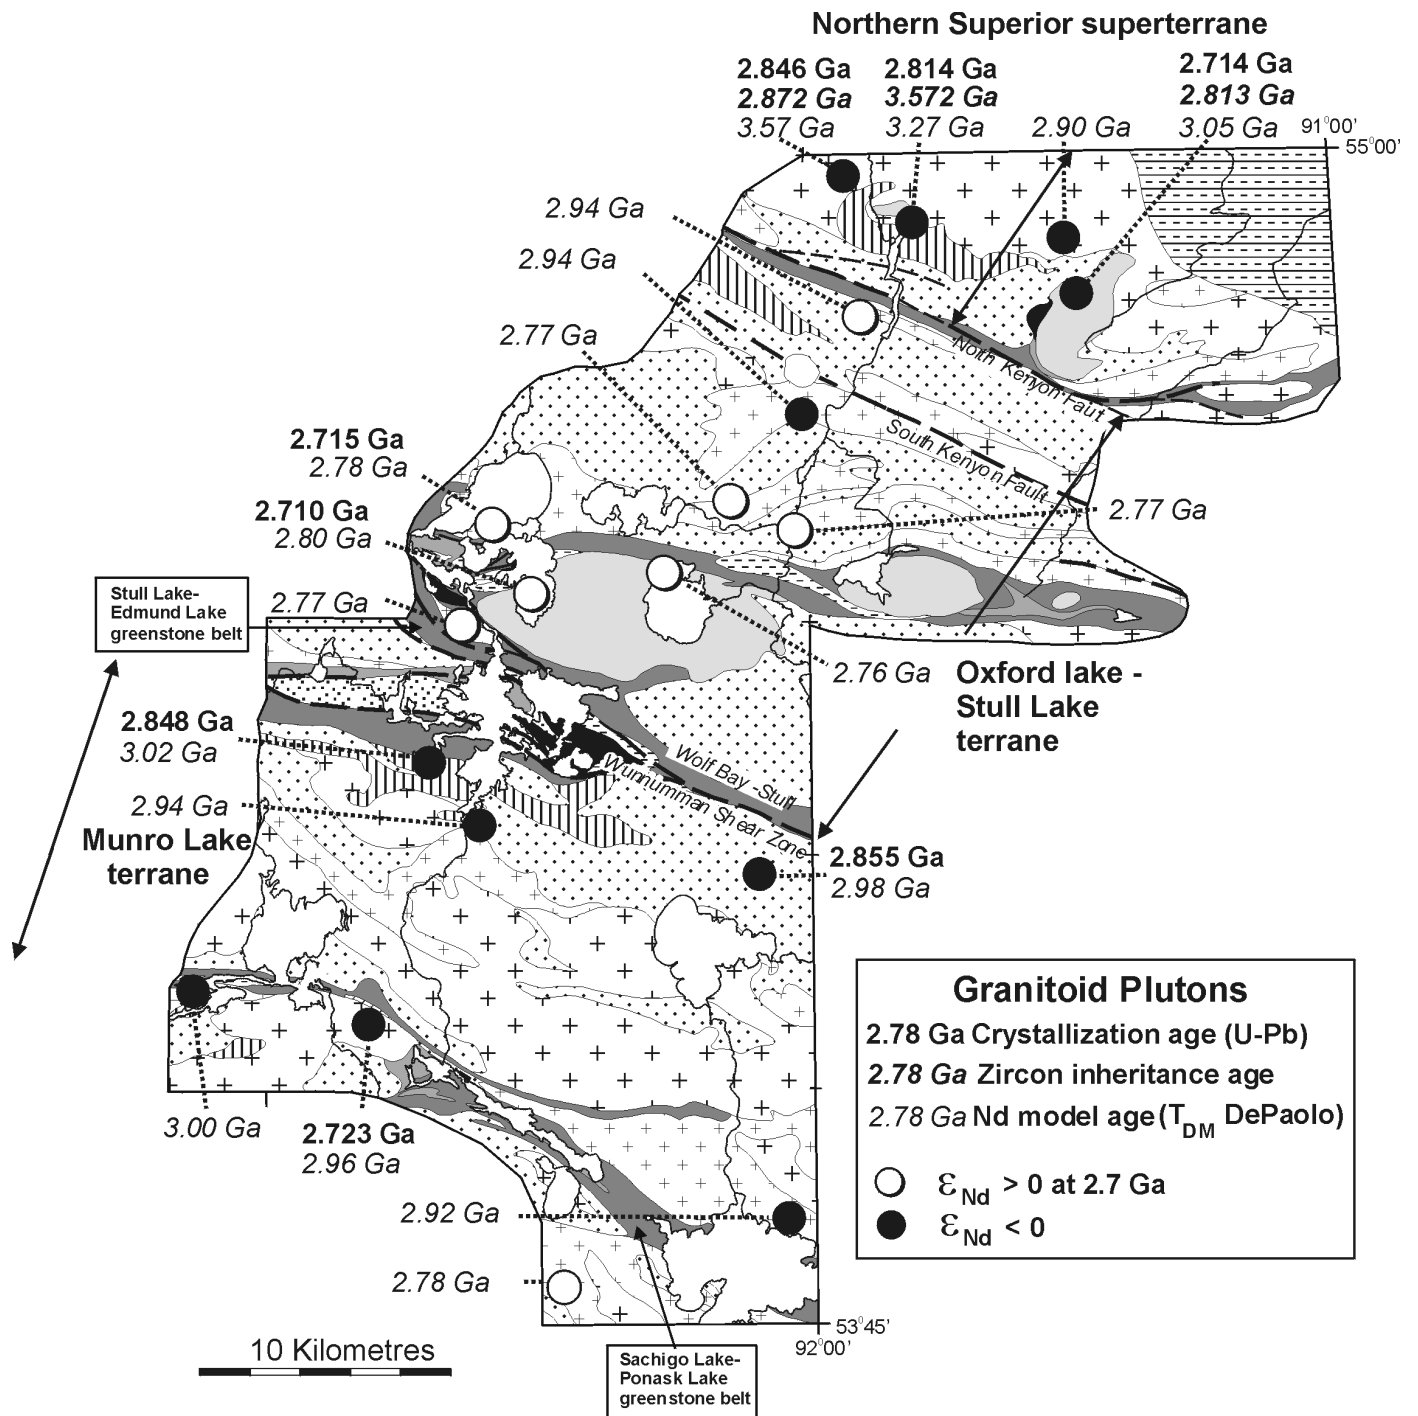 Northern Superior superterrane
2.846 Ga
2.872 Ga
3.57 Ga
2.814 Ga
3.572 Ga
3.27 Ga
2.90 Ga
2.714 Ga
2.813 Ga
3.05 Ga
91°00'
55°00'
2.94 Ga
2.94 Ga
2.77 Ga
North Kenyon Faut
South Kenyon Fault
2.715 Ga
2.78 Ga
2.710 Ga
2.80 Ga
2.77 Ga
Stull Lake-
Edmund Lake
greenstone belt
2.77 Ga
2.76 Ga
Oxford lake -
Stull Lake
terrane
2.848 Ga
3.02 Ga
Wolf Bay -Stull
Wunnumman Shear Zone
2.94 Ga
Munro Lake
terrane
2.855 Ga
2.98 Ga
3.00 Ga
2.723 Ga
2.96 Ga
2.92 Ga
2.78 Ga
Granitoid Plutons
2.78 Ga Crystallization age (U-Pb)
2.78 Ga Zircon inheritance age
2.78 Ga Nd model age (TDM DePaolo)
εNd > 0 at 2.7 Ga
εNd < 0
53°45'
92°00'
10 Kilometres
Sachigo Lake-
Ponask Lake
greenstone belt